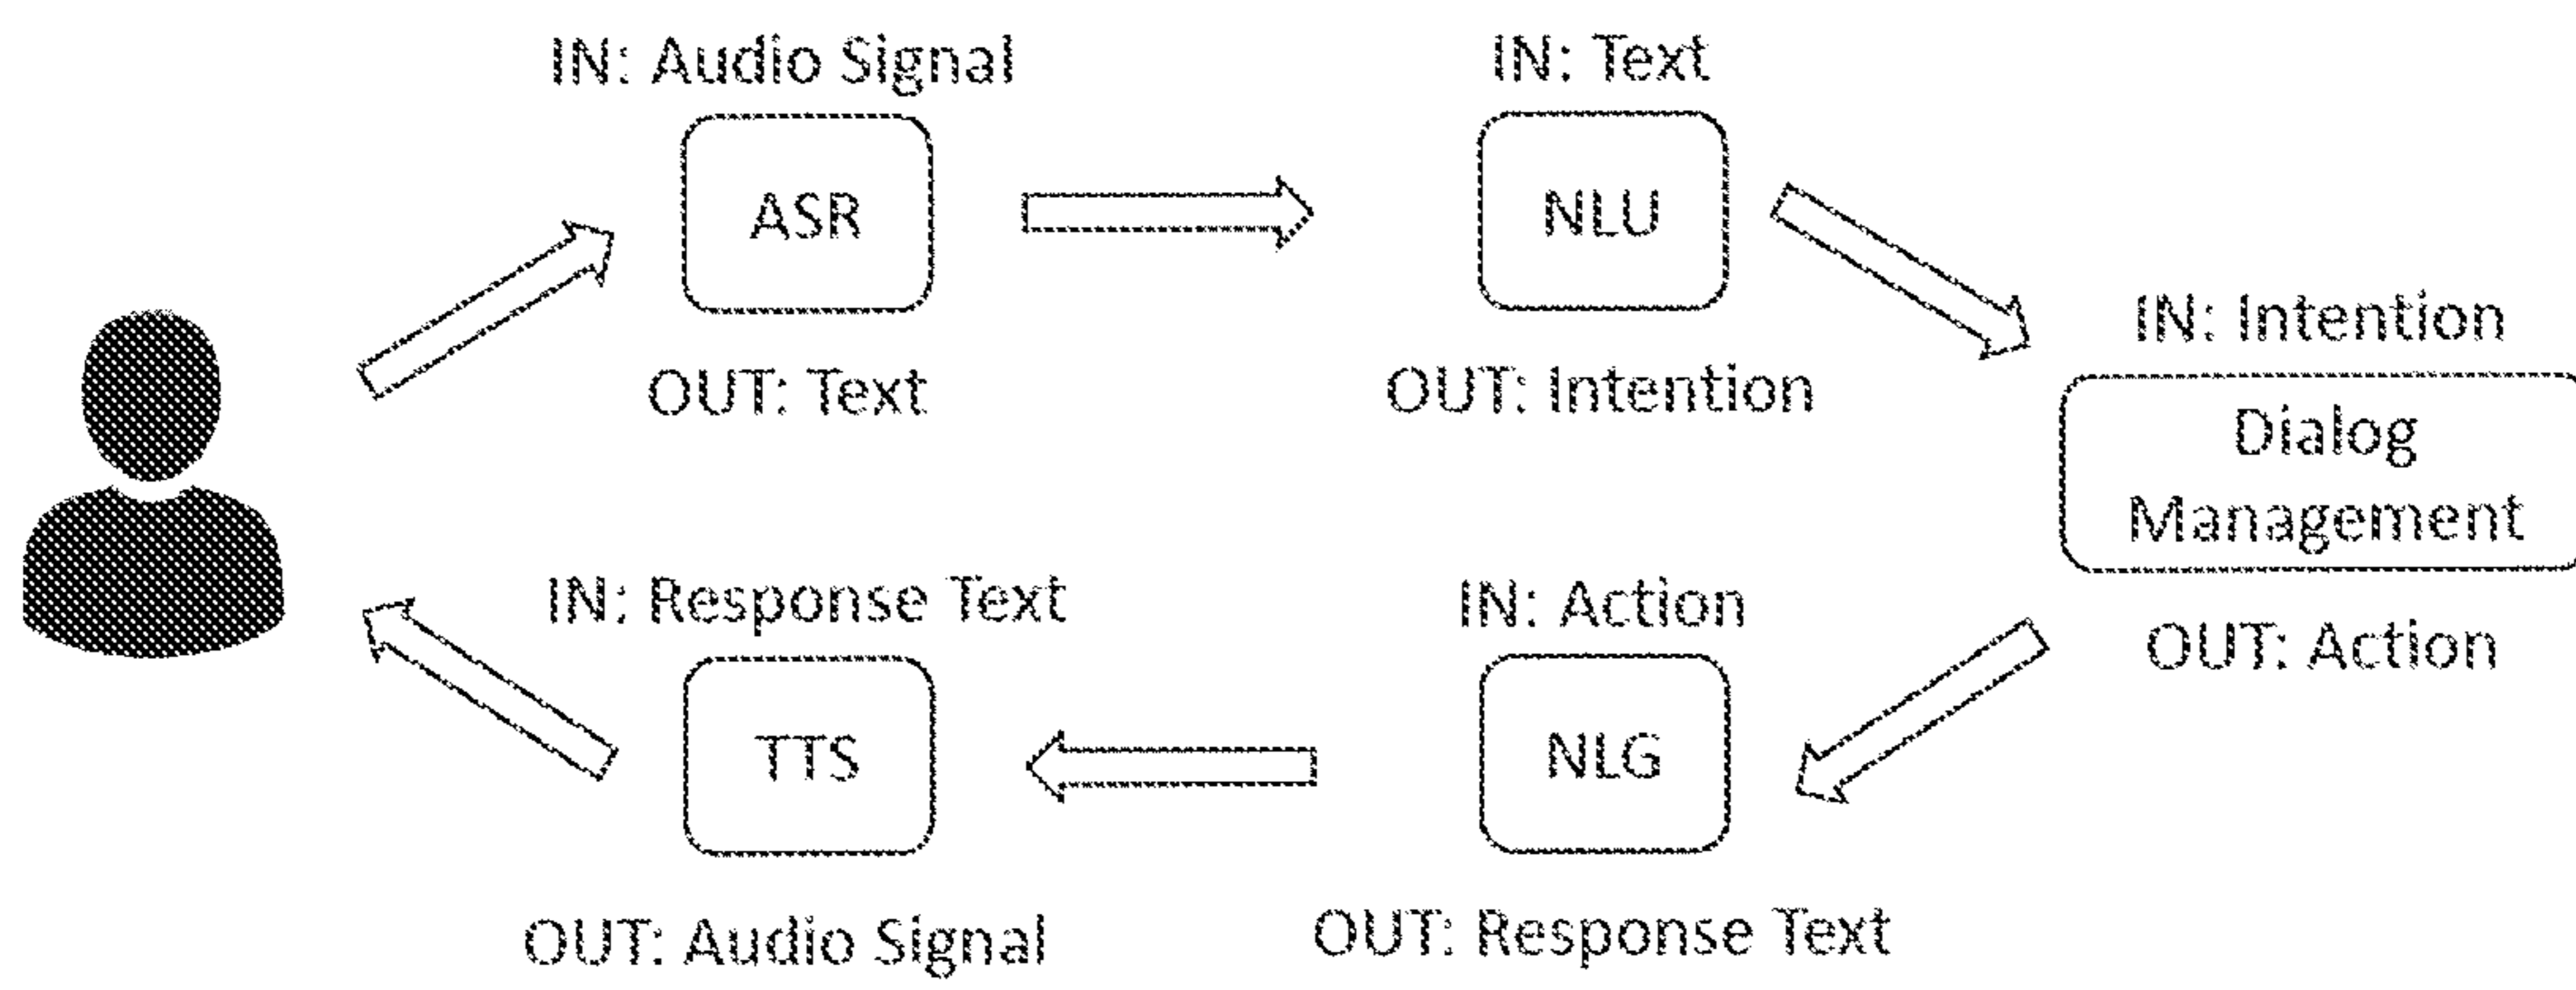 IN: Audio Signal
ASR
OUT: Text
IN: Text
NLU
OUT: Intention
IN: Intention
Dialog
Management
OUT: Action
IN: Action
NLG
OUT: Response Text
IN: Response Text
TTS
OUT: Audio Signal